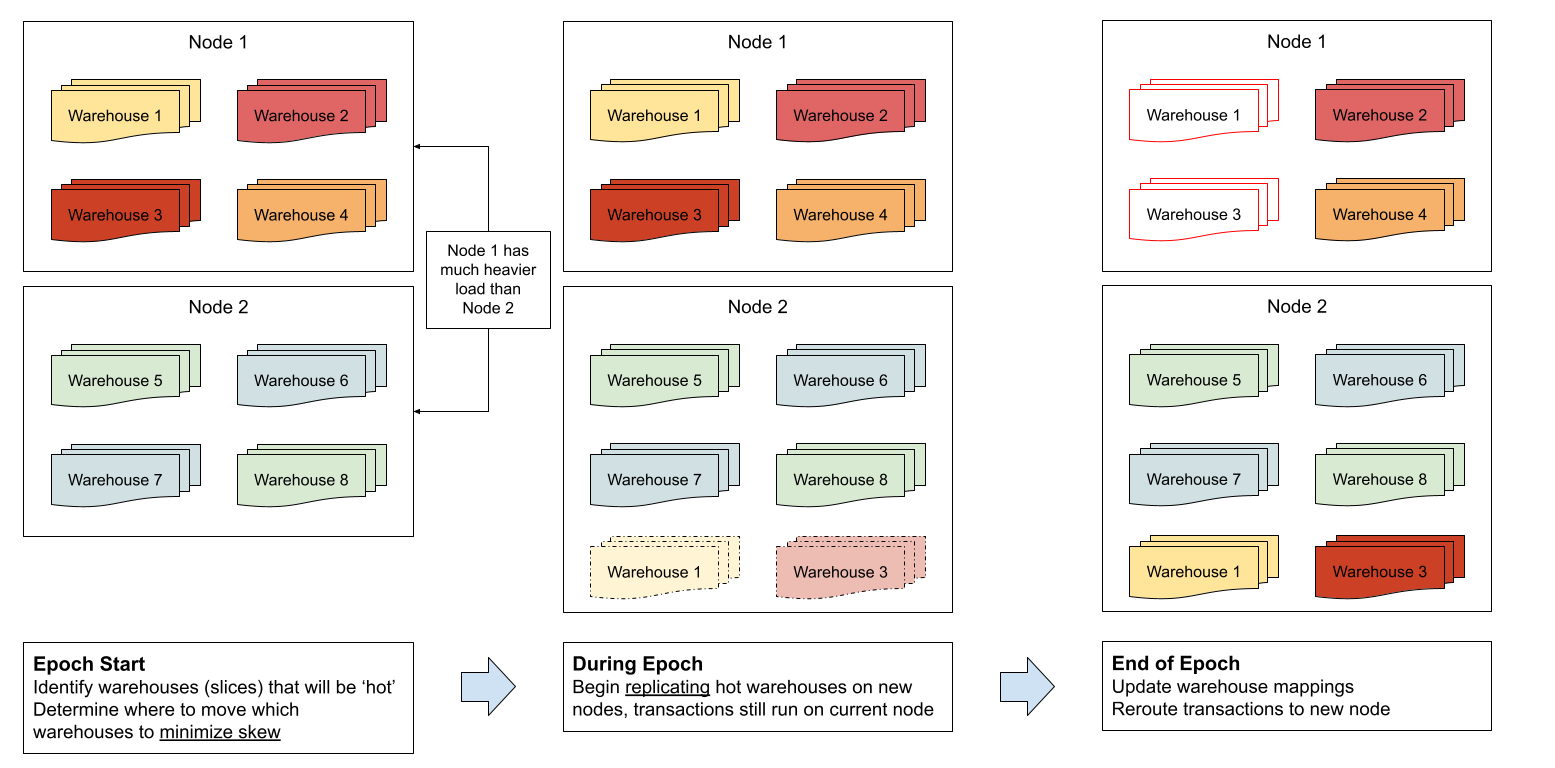 Node 1
Warehouse 1
Warehouse 2
Warehouse 3
Warehouse 4
Node 2
Warehouse 5
Warehouse 6
Warehouse 7
Warehouse 8
Node 1 has
much heavier
load than
Node 2
Epoch Start
Identify warehouses (slices) that will be ‘hot’
Determine where to move which
warehouses to minimize skew
Node 1
Warehouse 1
Warehouse 2
Warehouse 3
Warehouse 4
Node 2
Warehouse 5
Warehouse 6
Warehouse 7
Warehouse 8
Warehouse 1
Warehouse 3
During Epoch
Begin replicating hot warehouses on new
nodes, transactions still run on current node
Node 1
Warehouse 1
Warehouse 2
Warehouse 3
Warehouse 4
Node 2
Warehouse 5
Warehouse 6
Warehouse 7
Warehouse 8
Warehouse 1
Warehouse 3
End of Epoch
Update warehouse mappings
Reroute transactions to new node